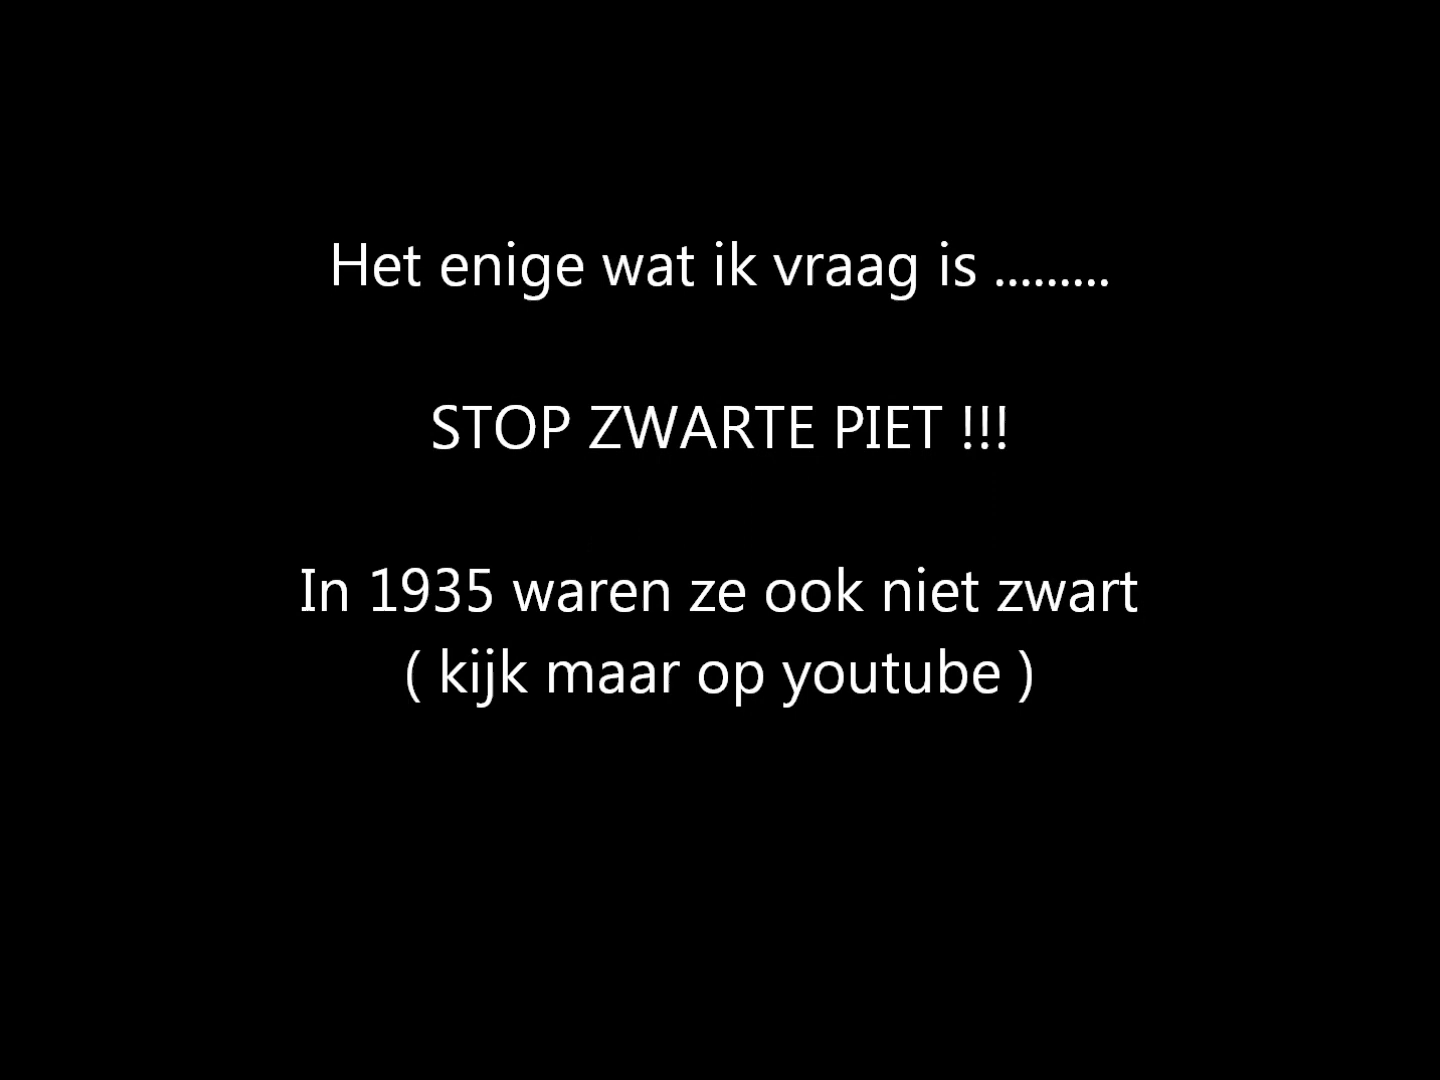 Het enige wat ik vraag is .........
STOP ZWARTE PIET !!!
In 1935 waren ze ook niet zwart
( kijk maar op youtube )